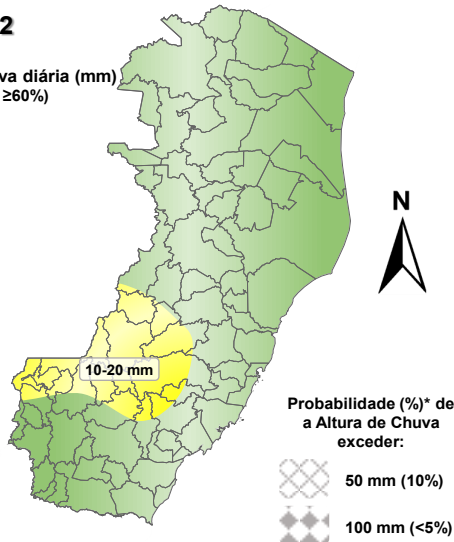 2
va diária (mm)
≥60%)
N
10-20 mm
Probabilidade (%)* de
a Altura de Chuva
exceder:
50 mm (10%)
100 mm (<5%)